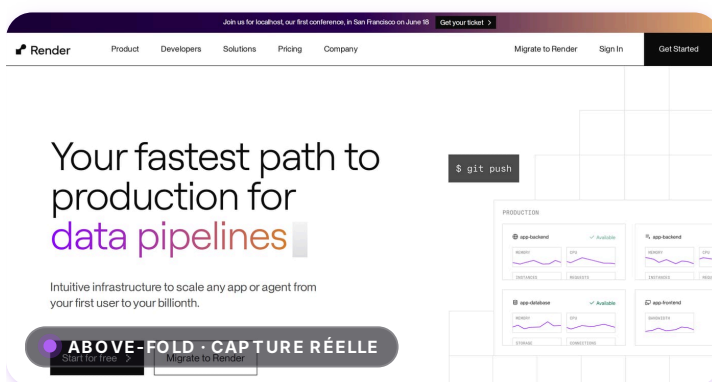 Join us for localhost, our first conference, in San Francisco on June 18 Get your ticket >
Render Product Developers Solutions Pricing Company Migrate to Render Sign In Get Started
Your fastest path to
production for
data pipelines
Intuitive infrastructure to scale any app or agent from
your first user to your billionth.
Start for free > Migrate to Render
ABOVE-FOLD · CAPTURE RÉELLE
$ git push
PRODUCTION
app-backend ✓ Available
MEMORY CPU
INSTANCES REQUESTS
app-backend
MEMORY CPU
INSTANCES
app-database ✓ Available
MEMORY CPU
STORAGE CONNECTIONS
app-frontend
BANDWIDTH